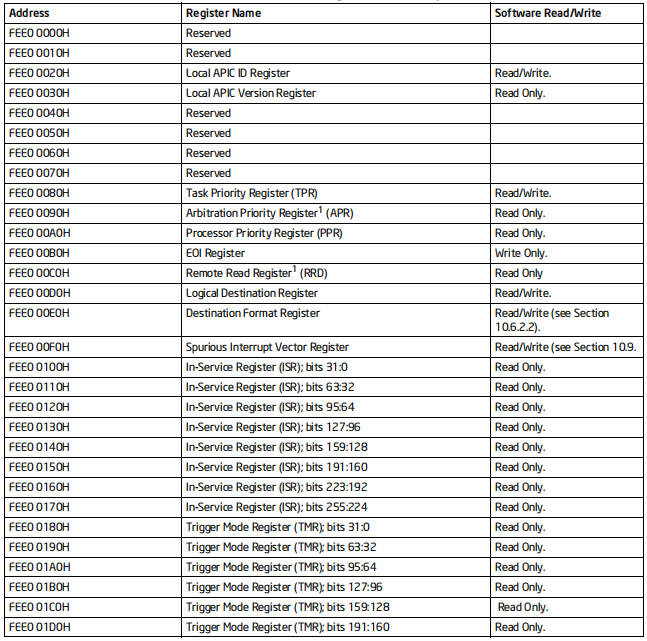 Address Register Name Software Read/Write
FEE0 0000H Reserved
FEE0 0010H Reserved
FEE0 0020H Local APIC ID Register Read/Write.
FEE0 0030H Local APIC Version Register Read Only.
FEE0 0040H Reserved
FEE0 0050H Reserved
FEE0 0060H Reserved
FEE0 0070H Reserved
FEE0 0080H Task Priority Register (TPR) Read/Write.
FEE0 0090H Arbitration Priority Register1 (APR) Read Only.
FEE0 00A0H Processor Priority Register (PPR) Read Only.
FEE0 00B0H EOI Register Write Only.
FEE0 00C0H Remote Read Register1 (RRD) Read Only
FEE0 00D0H Logical Destination Register Read/Write.
FEE0 00E0H Destination Format Register Read/Write (see Section
10.6.2.2).
FEE0 00F0H Spurious Interrupt Vector Register Read/Write (see Section 10.9.
FEE0 0100H In-Service Register (ISR); bits 31:0 Read Only.
FEE0 0110H In-Service Register (ISR); bits 63:32 Read Only.
FEE0 0120H In-Service Register (ISR); bits 95:64 Read Only.
FEE0 0130H In-Service Register (ISR); bits 127:96 Read Only.
FEE0 0140H In-Service Register (ISR); bits 159:128 Read Only.
FEE0 0150H In-Service Register (ISR); bits 191:160 Read Only.
FEE0 0160H In-Service Register (ISR); bits 223:192 Read Only.
FEE0 0170H In-Service Register (ISR); bits 255:224 Read Only.
FEE0 0180H Trigger Mode Register (TMR); bits 31:0 Read Only.
FEE0 0190H Trigger Mode Register (TMR); bits 63:32 Read Only.
FEE0 01A0H Trigger Mode Register (TMR); bits 95:64 Read Only.
FEE0 01B0H Trigger Mode Register (TMR); bits 127:96 Read Only.
FEE0 01C0H Trigger Mode Register (TMR); bits 159:128 Read Only.
FEE0 01D0H Trigger Mode Register (TMR); bits 191:160 Read Only.